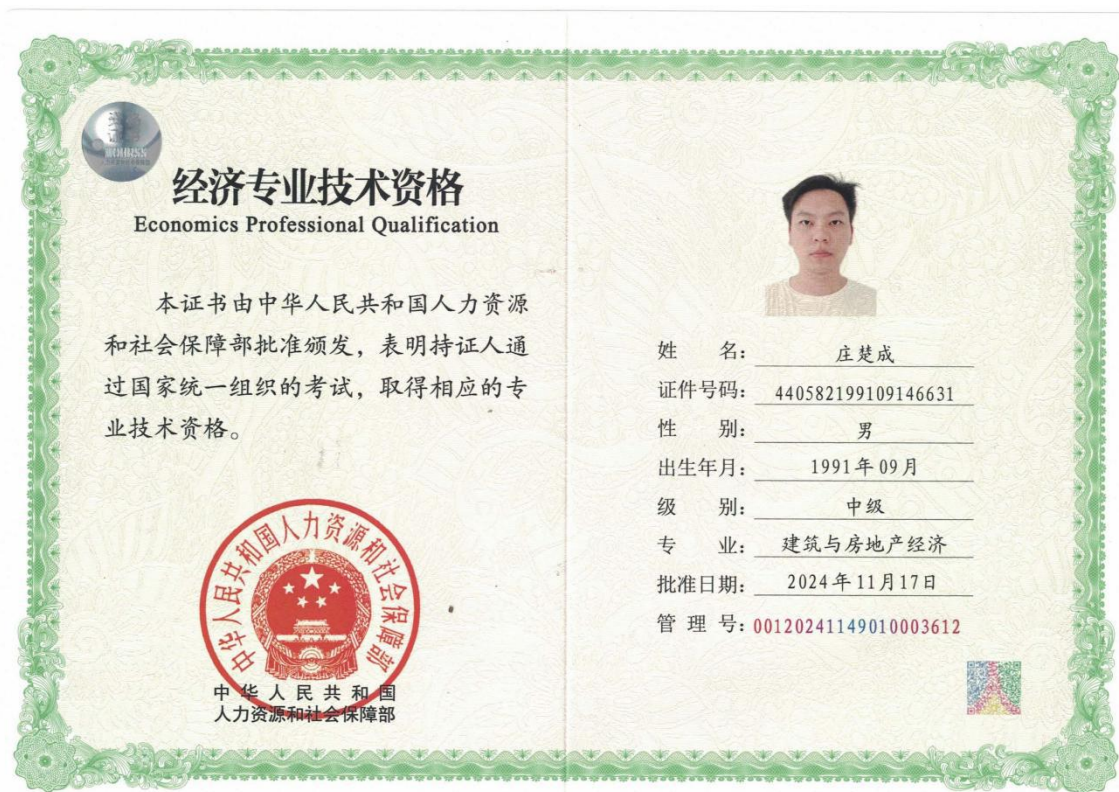 经济专业技术资格
Economics Professional Qualification
本证书由中华人民共和国人力资源
和社会保障部批准颁发，表明持证人通
过国家统一组织的考试，取得相应的专
业技术资格。
中华人民共和国人力资源和社会保障部
中华人民共和国
人力资源和社会保障部
姓 名： 庄楚成
证件号码： 440582199109146631
性 别： 男
出生年月： 1991年09月
级 别： 中级
专 业： 建筑与房地产经济
批准日期： 2024年11月17日
管 理 号： 00120241149010003612